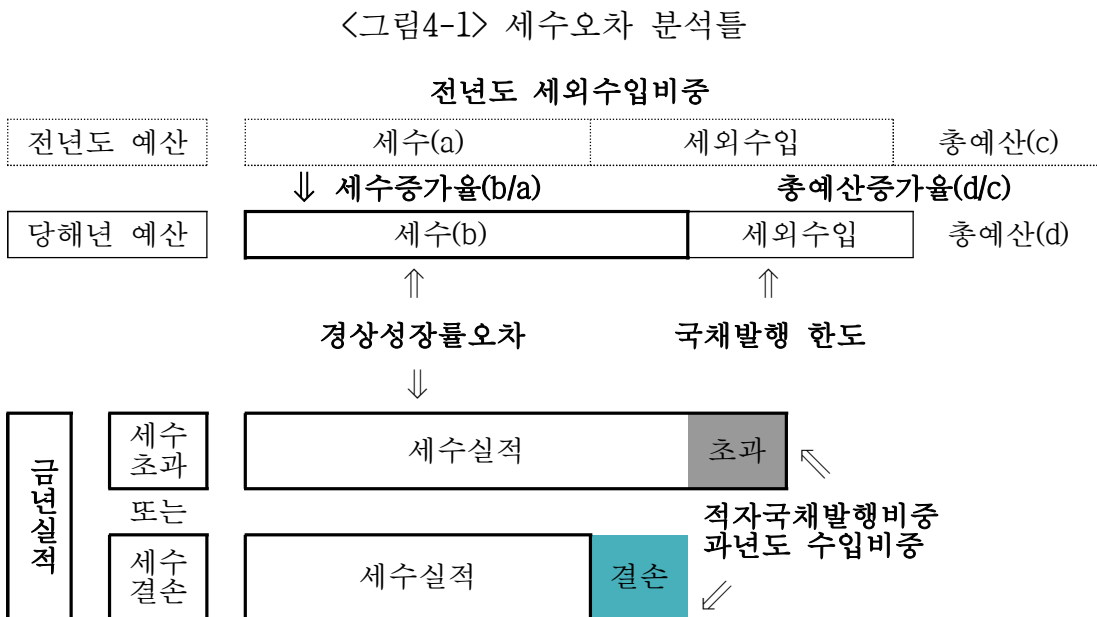 <그림4-1> 세수오차 분석틀
전년도 세외수입비중
전년도 예산 세수(a) 세외수입 총예산(c)
⇓ 세수증가율(b/a) 총예산증가율(d/c)
당해년 예산 세수(b) 세외수입 총예산(d)
⇑ ⇑
경상성장률오차 국채발행 한도
⇓
금년실적
세수
초과
세수실적 초과 ⇖
또는
적자국채발행비중
과년도 수입비중
세수
결손
세수실적 결손 ⇙